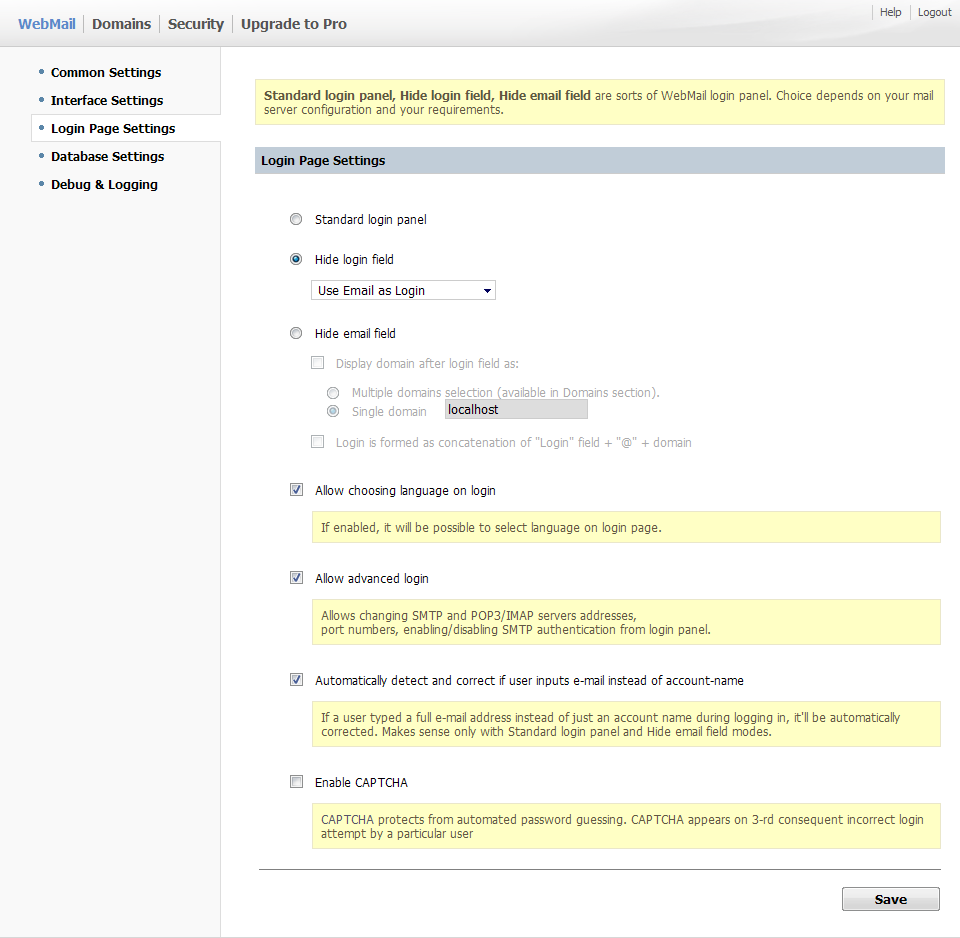 WebMail Domains Security Upgrade to Pro Help Logout
Common Settings
Interface Settings
Login Page Settings
Database Settings
Debug & Logging
Standard login panel, Hide login field, Hide email field are sorts of WebMail login panel. Choice depends on your mail
server configuration and your requirements.
Login Page Settings
Standard login panel
Hide login field
Use Email as Login
Hide email field
Display domain after login field as:
Multiple domains selection (available in Domains section).
Single domain localhost
Login is formed as concatenation of "Login" field + "@" + domain
Allow choosing language on login
If enabled, it will be possible to select language on login page.
Allow advanced login
Allows changing SMTP and POP3/IMAP servers addresses,
port numbers, enabling/disabling SMTP authentication from login panel.
Automatically detect and correct if user inputs e-mail instead of account-name
If a user typed a full e-mail address instead of just an account name during logging in, it'll be automatically
corrected. Makes sense only with Standard login panel and Hide email field modes.
Enable CAPTCHA
CAPTCHA protects from automated password guessing. CAPTCHA appears on 3-rd consequent incorrect login
attempt by a particular user
Save